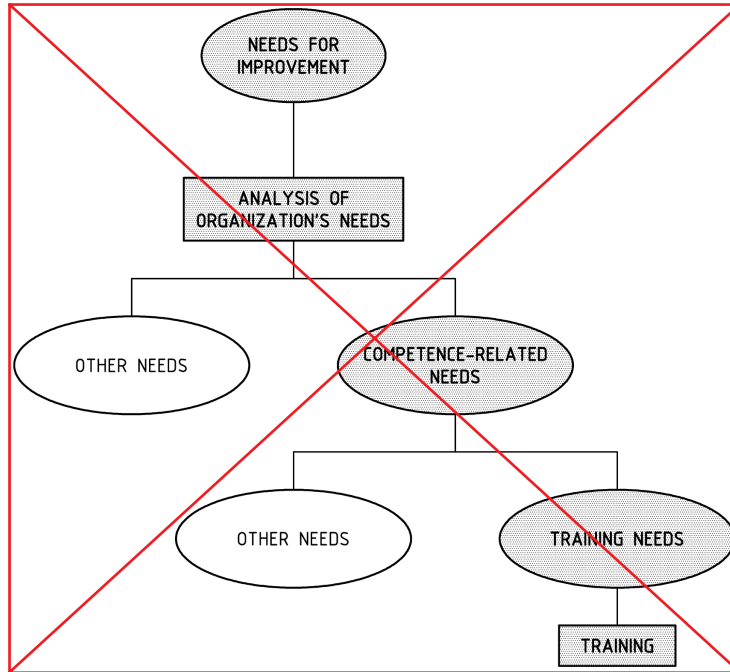 NEEDS FOR
IMPROVEMENT
ANALYSIS OF
ORGANIZATION'S NEEDS
OTHER NEEDS
COMPETENCE-RELATED
NEEDS
OTHER NEEDS
TRAINING NEEDS
TRAINING